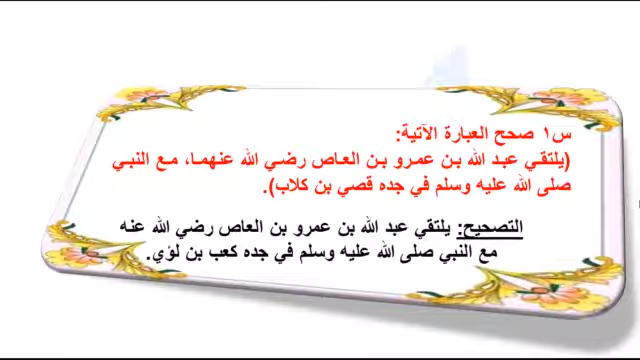 س١ صحح العبارة الآتية:
(يلتقي عبد الله بن عمرو بن العاص رضي الله عنهما، مع النبي
صلى الله عليه وسلم في جده قصي بن كلاب).
التصحيح: يلتقي عبد الله بن عمرو بن العاص رضي الله عنه
مع النبي صلى الله عليه وسلم في جده كعب بن لؤي.